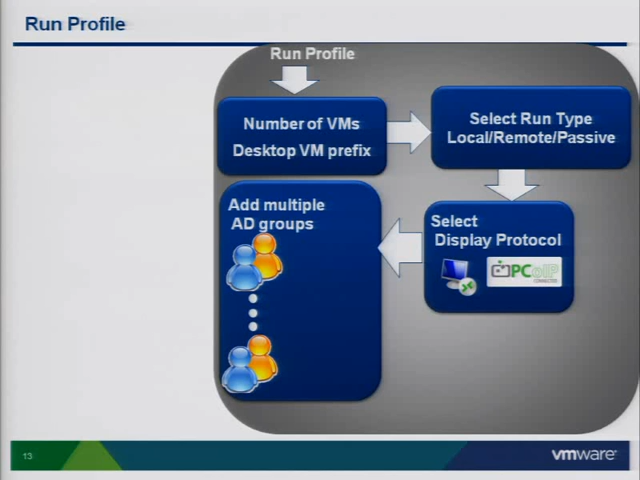 Run Profile
Run Profile
Number of VMs
Desktop VM prefix
Select Run Type
Local/Remote/Passive
Select
Display Protocol
PCoIP
Add multiple
AD groups
13
vmware